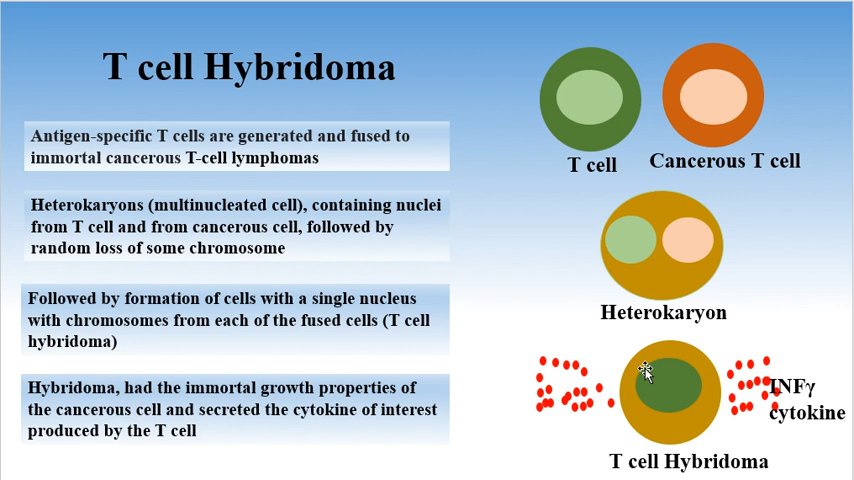 T cell Hybridoma
Antigen-specific T cells are generated and fused to
immortal cancerous T-cell lymphomas
Heterokaryons (multinucleated cell), containing nuclei
from T cell and from cancerous cell, followed by
random loss of some chromosome
Followed by formation of cells with a single nucleus
with chromosomes from each of the fused cells (T cell
hybridoma)
Hybridoma, had the immortal growth properties of
the cancerous cell and secreted the cytokine of interest
produced by the T cell
T cell
Cancerous T cell
Heterokaryon
INFγ
cytokine
T cell Hybridoma